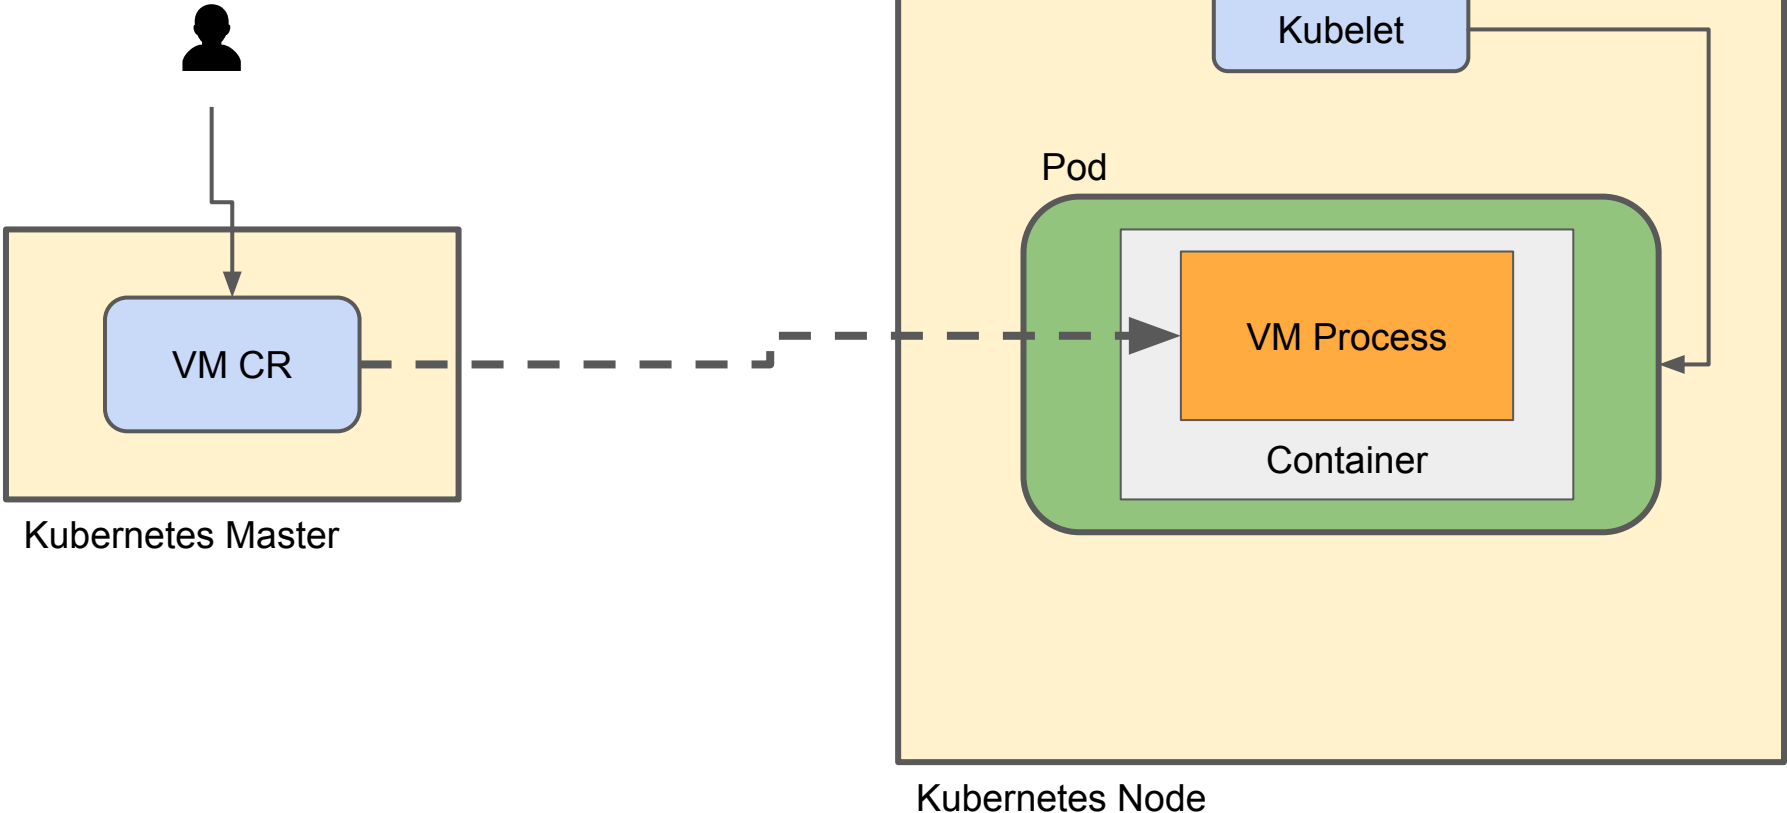 Kubelet
Pod
VM CR
VM Process
Container
Kubernetes Master
Kubernetes Node